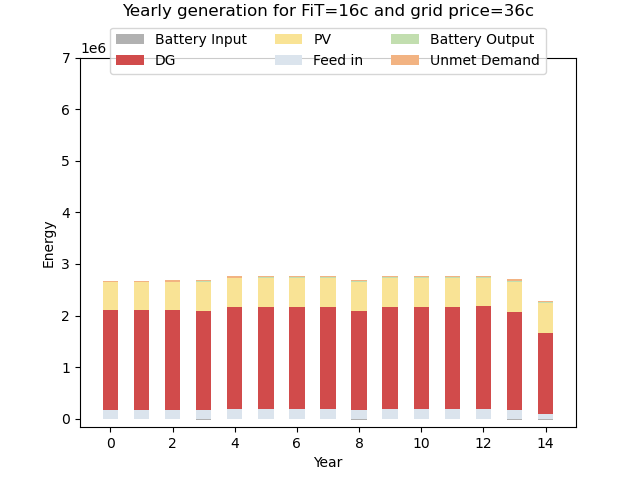 Yearly generation for FiT=16c and grid price=36c
1e6
Battery Input PV Battery Output
DG Feed in Unmet Demand
7
6
5
4
3
2
1
0
Energy
0 2 4 6 8 10 12 14
Year